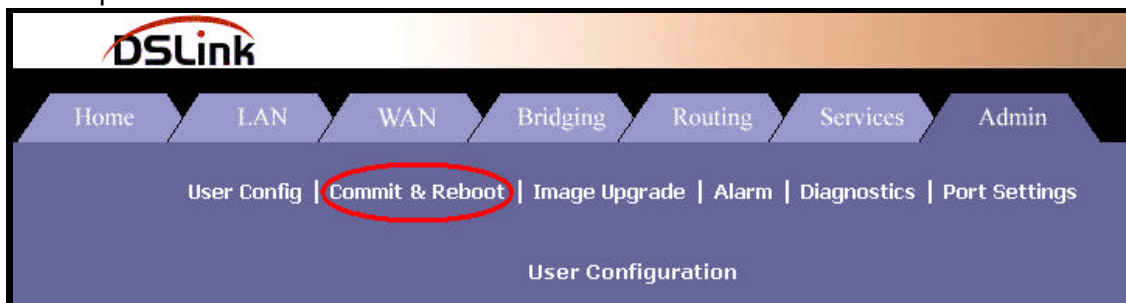 DSLink
Home LAN WAN Bridging Routing Services Admin
User Config | Commit & Reboot | Image Upgrade | Alarm | Diagnostics | Port Settings
User Configuration